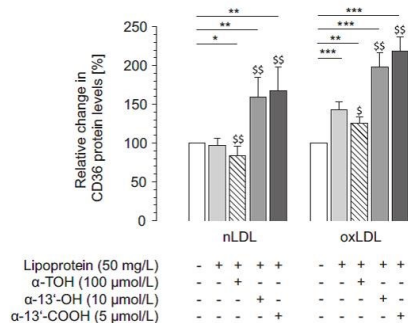 ** ***
** ***
* **
***
250
200
150
100
50
0
Relative change in
CD36 protein levels [%]
$$ $$ $$ $ $$ $$
nLDL oxLDL
Lipoprotein (50 mg/L) - + + + + - + + + +
α-TOH (100 µmol/L) - - + - - - - + - -
α-13'-OH (10 µmol/L) - - - + - - - - + -
α-13'-COOH (5 µmol/L) - - - - + - - - - +